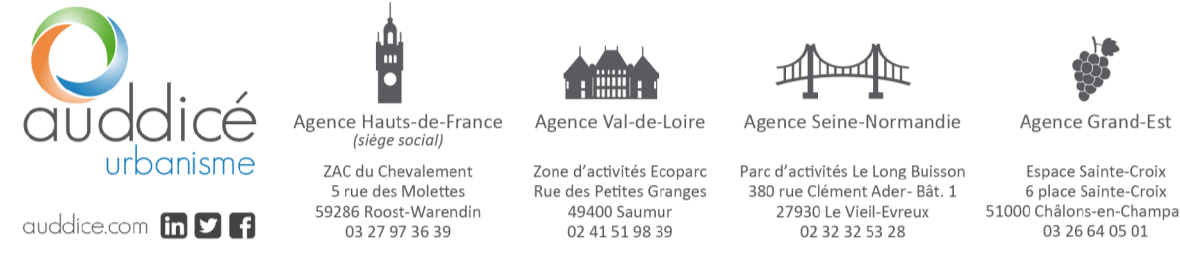 auddicé
urbanisme
auddice.com
Agence Hauts-de-France
(siège social)
ZAC du Chevalement
5 rue des Molettes
59286 Roost-Warendin
03 27 97 36 39
Agence Val-de-Loire
Zone d'activités Ecoparc
Rue des Petites Granges
49400 Saumur
02 41 51 98 39
Agence Seine-Normandie
Parc d'activités Le Long Buisson
380 rue Clément Ader- Bât. 1
27930 Le Vieil-Evreux
02 32 32 53 28
Agence Grand-Est
Espace Sainte-Croix
6 place Sainte-Croix
51000 Châlons-en-Champa
03 26 64 05 01